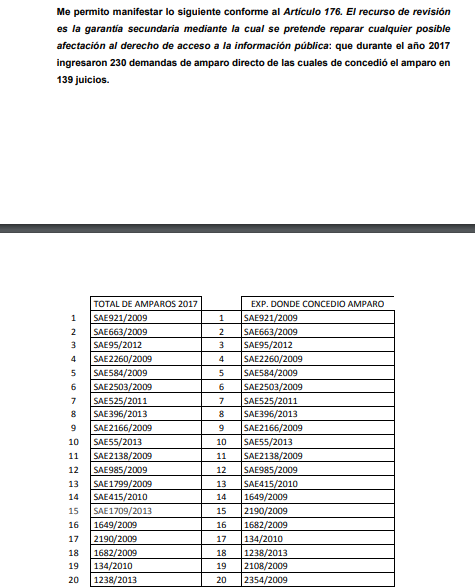 Me permito manifestar lo siguiente conforme al Artículo 176. El recurso de revisión
es la garantía secundaria mediante la cual se pretende reparar cualquier posible
afectación al derecho de acceso a la información pública: que durante el año 2017
ingresaron 230 demandas de amparo directo de las cuales de concedió el amparo en
139 juicios.
TOTAL DE AMPAROS 2017 EXP. DONDE CONCEDIO AMPARO
1 SAE921/2009 1 SAE921/2009
2 SAE663/2009 2 SAE663/2009
3 SAE95/2012 3 SAE95/2012
4 SAE2260/2009 4 SAE2260/2009
5 SAE584/2009 5 SAE584/2009
6 SAE2503/2009 6 SAE2503/2009
7 SAE525/2011 7 SAE525/2011
8 SAE396/2013 8 SAE396/2013
9 SAE2166/2009 9 SAE2166/2009
10 SAE55/2013 10 SAE55/2013
11 SAE2138/2009 11 SAE2138/2009
12 SAE985/2009 12 SAE985/2009
13 SAE1799/2009 13 SAE415/2010
14 SAE415/2010 14 1649/2009
15 SAE1709/2013 15 2190/2009
16 1649/2009 16 1682/2009
17 2190/2009 17 134/2010
18 1682/2009 18 1238/2013
19 134/2010 19 2108/2009
20 1238/2013 20 2354/2009